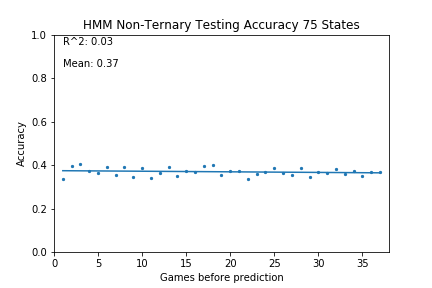 HMM Non-Ternary Testing Accuracy 75 States
R^2: 0.03
Mean: 0.37
1.0
0.8
0.6
0.4
0.2
0.0
Accuracy
0 5 10 15 20 25 30 35
Games before prediction